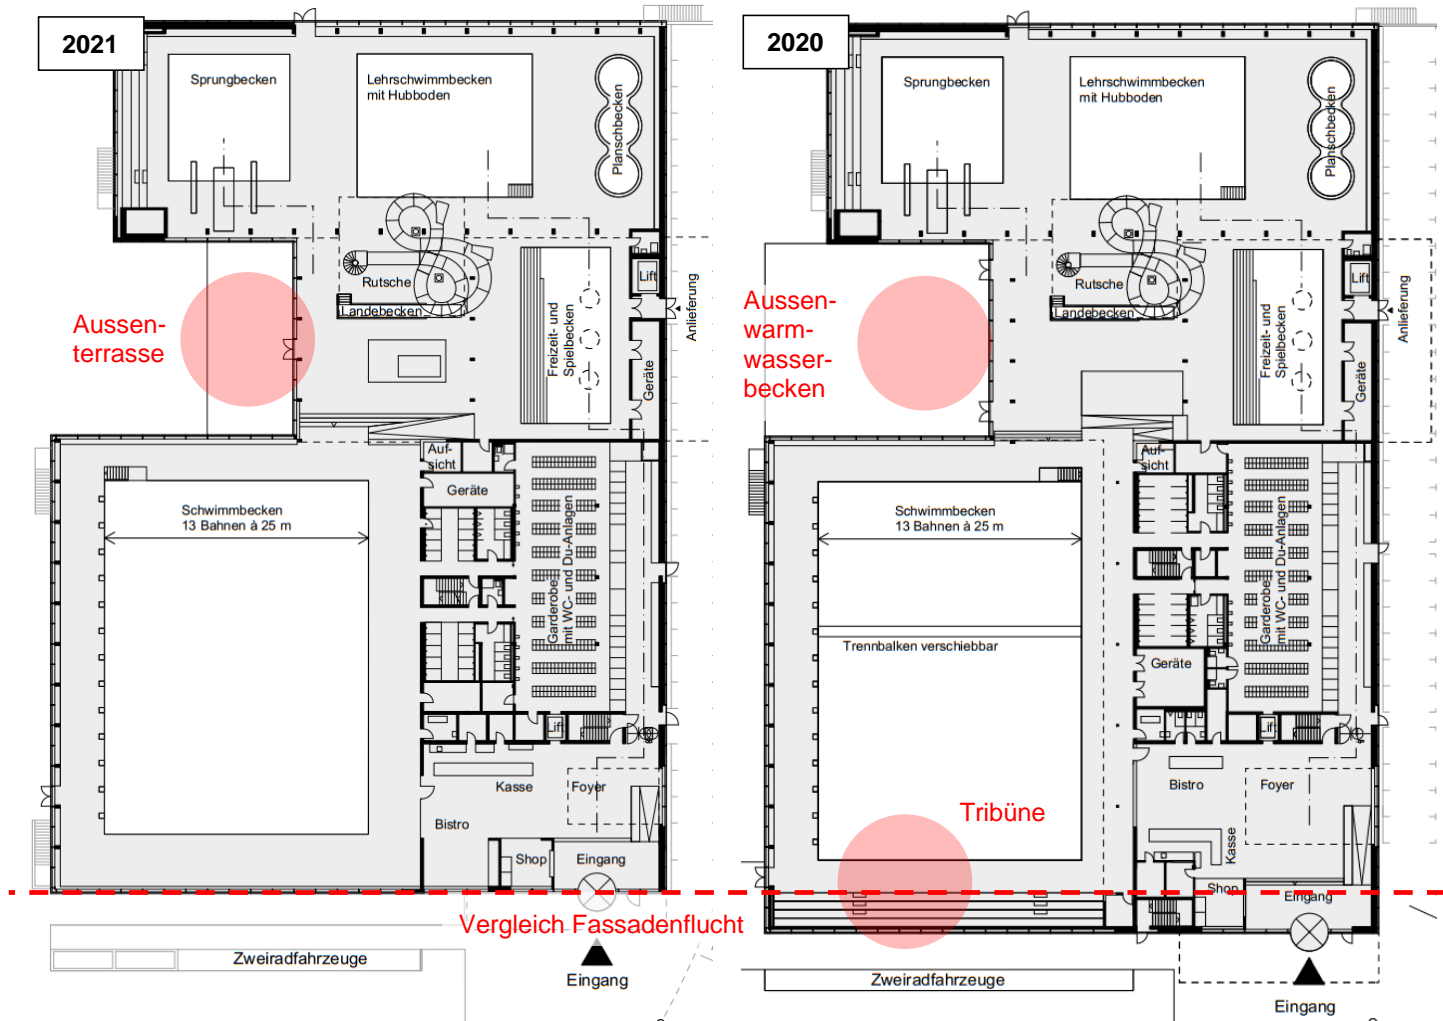 2021
Sprungbecken
Lehrschwimmbecken
mit Hubboden
Planschbecken
Rutsche
Landebecken
Lift
Anlieferung
Freizeit- und
Spielbecken
Geräte
Aussen-
terrasse
Auf-
sicht
Geräte
Schwimmbecken
13 Bahnen à 25 m
Garderobe
mit WC- und Du-Anlagen
Lift
Kasse
Foyer
Bistro
Shop
Eingang
Vergleich Fassadenflucht
Zweiradfahrzeuge
Eingang
2020
Sprungbecken
Lehrschwimmbecken
mit Hubboden
Planschbecken
Rutsche
Landebecken
Lift
Anlieferung
Freizeit- und
Spielbecken
Geräte
Aussen-
warm-
wasser-
becken
Auf-
sicht
Schwimmbecken
13 Bahnen à 25 m
Garderobe
mit WC- und Du-Anlagen
Trennbalken verschiebbar
Geräte
Lift
Bistro
Foyer
Tribüne
Kasse
Shop
Eingang
Zweiradfahrzeuge
Eingang